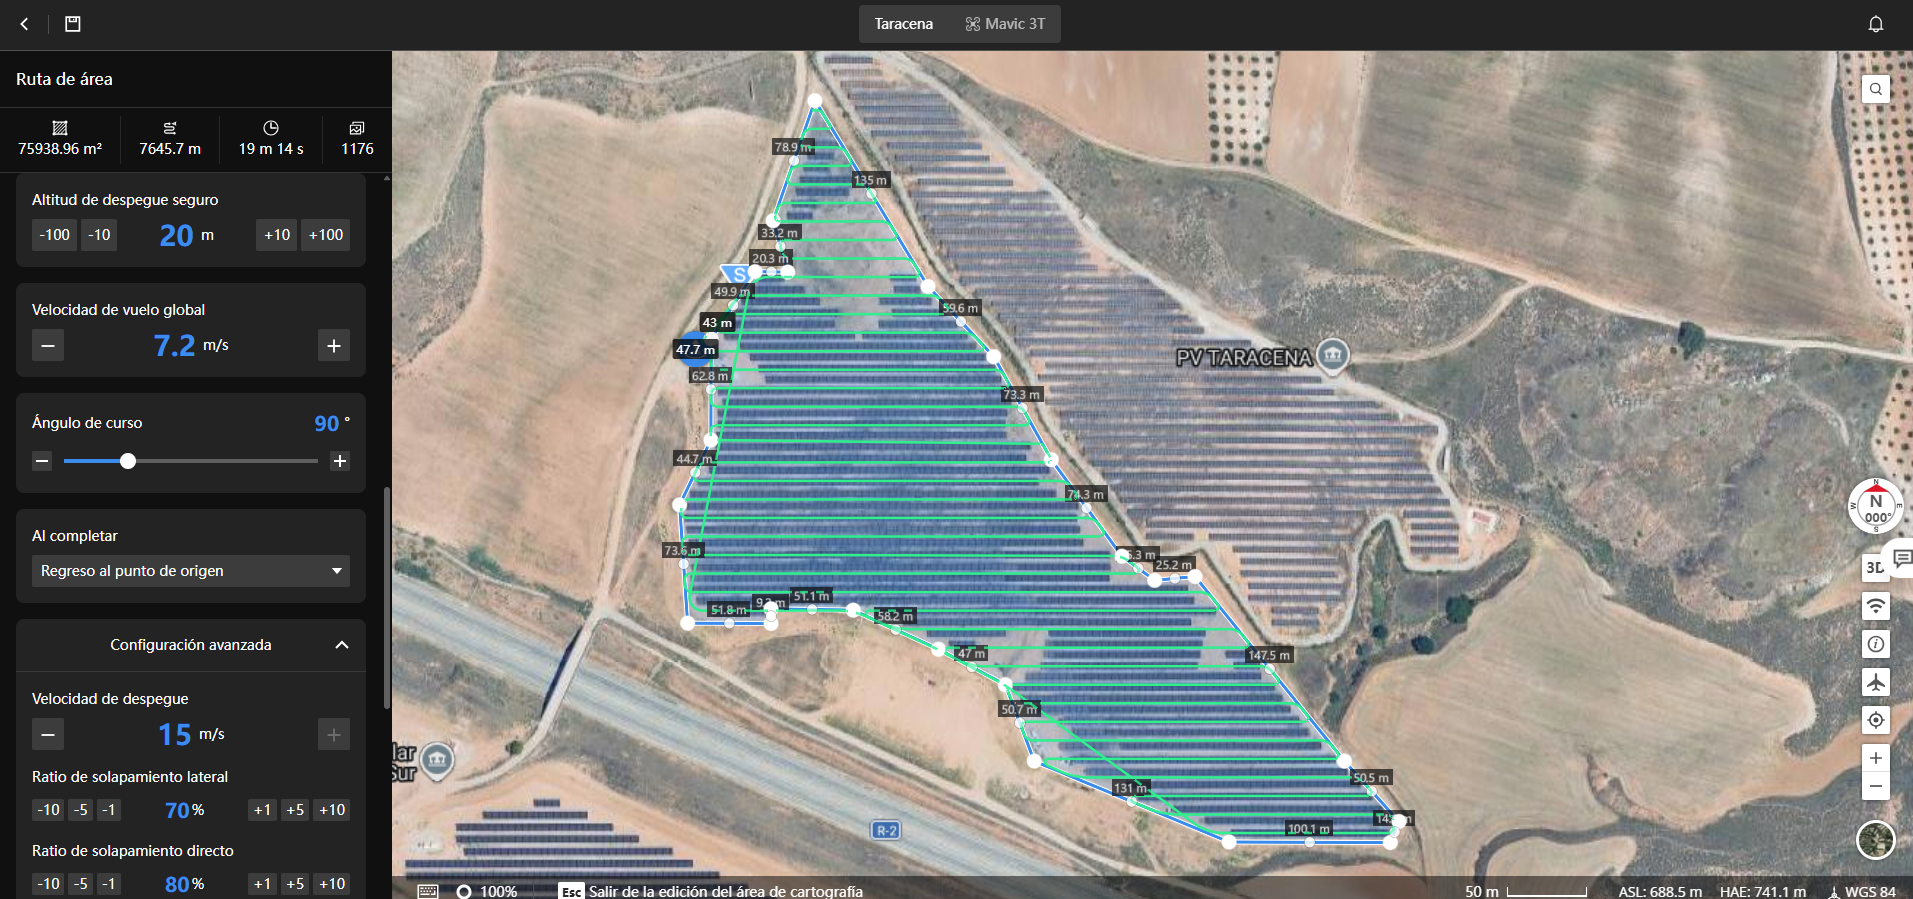 Taracena
Mavic 3T
Ruta de área
75938.96 m²
7645.7 m
19 m 14 s
1176
Altitud de despegue seguro
-100
-10
20 m
+10
+100
Velocidad de vuelo global
7.2 m/s
Ángulo de curso
90 °
Al completar
Regreso al punto de origen
Configuración avanzada
Velocidad de despegue
15 m/s
Ratio de solapamiento lateral
-10
-5
-1
70 %
+1
+5
+10
Ratio de solapamiento directo
-10
-5
-1
80 %
+1
+5
+10
78.9 m
135 m
33.2 m
20.3 m
S
49.9 m
59.6 m
43 m
47.7 m
62.8 m
PV TARACENA
73.3 m
44.7 m
74.3 m
73.6 m
25.2 m
51.8 m
51.1 m
58.2 m
47 m
147.5 m
50.7 m
50.5 m
131 m
100.1 m
R-2
N
000°
N
E
S
W
3D
100%
Esc
Salir de la edición del área de cartografía
50 m
ASL: 688.5 m
HAE: 741.1 m
WGS 84